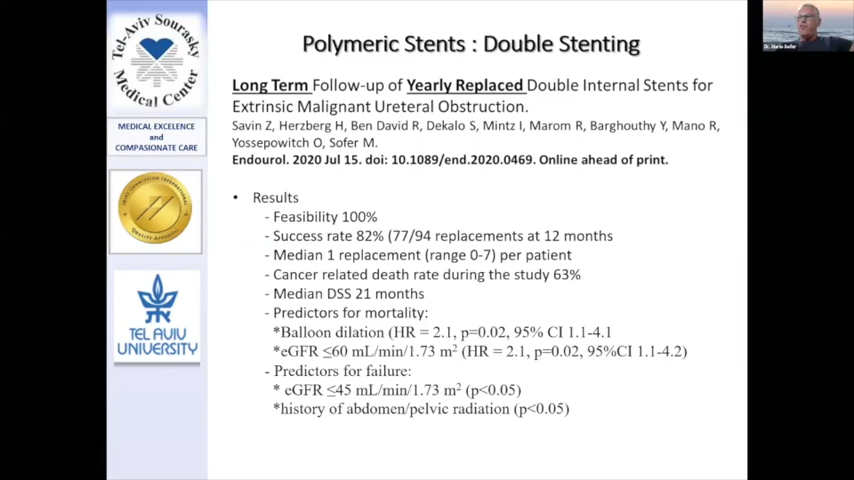 Polymeric Stents : Double Stenting
Tel-Aviv Sourasky
Medical Center
MEDICAL EXCELENCE
and
COMPASIONATE CARE
JOINT COMMISSION INTERNATIONAL
QUALITY APPROVAL
TEL AVIU
UNIVERSITY
Long Term Follow-up of Yearly Replaced Double Internal Stents for
Extrinsic Malignant Ureteral Obstruction.
Savin Z, Herzberg H, Ben David R, Dekalo S, Mintz I, Marom R, Barghouthy Y, Mano R,
Yossepowitch O, Sofer M.
Endourol. 2020 Jul 15. doi: 10.1089/end.2020.0469. Online ahead of print.
• Results
- Feasibility 100%
- Success rate 82% (77/94 replacements at 12 months
- Median 1 replacement (range 0-7) per patient
- Cancer related death rate during the study 63%
- Median DSS 21 months
- Predictors for mortality:
*Balloon dilation (HR = 2.1, p=0.02, 95% CI 1.1-4.1
*eGFR ≤60 mL/min/1.73 m² (HR = 2.1, p=0.02, 95%CI 1.1-4.2)
- Predictors for failure:
* eGFR ≤45 mL/min/1.73 m² (p<0.05)
*history of abdomen/pelvic radiation (p<0.05)
Dr. Mario Sofer